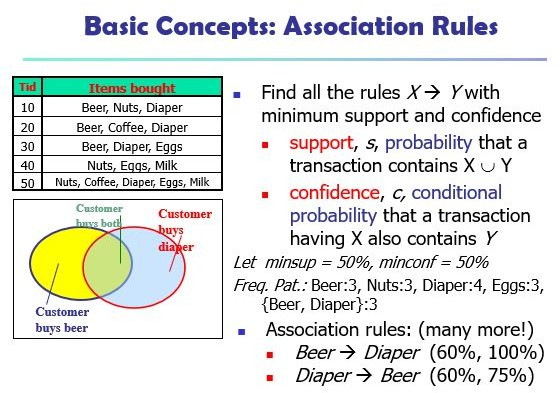 Basic Concepts: Association Rules
Tid Items bought
10 Beer, Nuts, Diaper
20 Beer, Coffee, Diaper
30 Beer, Diaper, Eggs
40 Nuts, Eggs, Milk
50 Nuts, Coffee, Diaper, Eggs, Milk
Customer
buys both
Customer
buys
diaper
Customer
buys beer
▪ Find all the rules X → Y with
minimum support and confidence
▪ support, s, probability that a
transaction contains X ∪ Y
▪ confidence, c, conditional
probability that a transaction
having X also contains Y
Let minsup = 50%, minconf = 50%
Freq. Pat.: Beer:3, Nuts:3, Diaper:4, Eggs:3,
{Beer, Diaper}:3
▪ Association rules: (many more!)
▪ Beer → Diaper (60%, 100%)
▪ Diaper → Beer (60%, 75%)